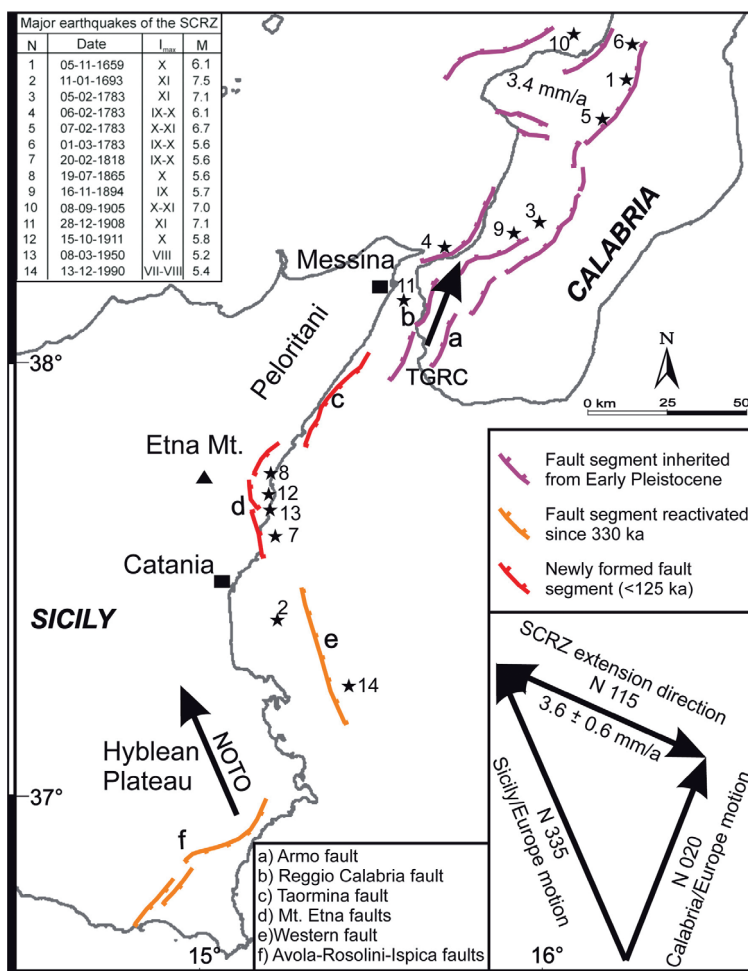 Major earthquakes of the SCRZ
N Date Imax M
1 05-11-1659 X 6.1
2 11-01-1693 XI 7.5
3 05-02-1783 XI 7.1
4 06-02-1783 IX-X 6.1
5 07-02-1783 X-XI 6.7
6 01-03-1783 IX-X 5.6
7 20-02-1818 IX-X 5.6
8 19-07-1865 X 5.6
9 16-11-1894 IX 5.7
10 08-09-1905 X-XI 7.0
11 28-12-1908 XI 7.1
12 15-10-1911 X 5.8
13 08-03-1950 VIII 5.2
14 13-12-1990 VII-VIII 5.4
10
6
1
3.4 mm/a
5
3
9
4
CALABRIA
Messina
11
b
a
TGRC
Peloritani
38°
c
N
0 km 25 50
Etna Mt.
8
12
d
13
7
Catania
SICILY
2
e
14
NOTO
Hyblean
Plateau
37°
f
15°
16°
Fault segment inherited
from Early Pleistocene
Fault segment reactivated
since 330 ka
Newly formed fault
segment (<125 ka)
SCRZ extension direction
N 115
3.6 ± 0.6 mm/a
Sicily/Europe motion
N 335
N 020
Calabria/Europe motion
a) Armo fault
b) Reggio Calabria fault
c) Taormina fault
d) Mt. Etna faults
e)Western fault
f) Avola-Rosolini-Ispica faults